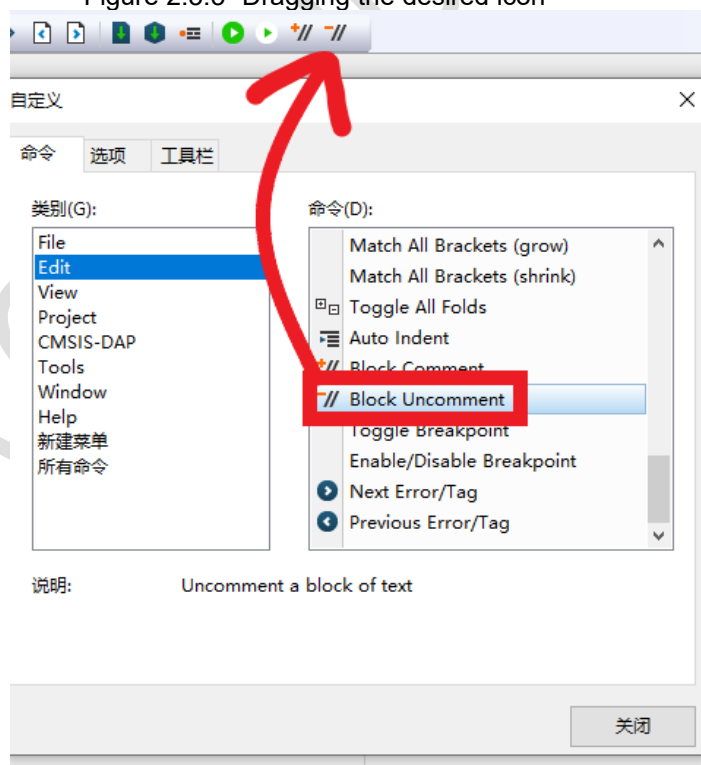 Figure 2.3.3 Dragging the desired icon
自定义
命令 选项 工具栏
类别(G):
File
Edit
View
Project
CMSIS-DAP
Tools
Window
Help
新建菜单
所有命令
命令(D):
Match All Brackets (grow)
Match All Brackets (shrink)
Toggle All Folds
Auto Indent
Block Comment
Block Uncomment
Toggle Breakpoint
Enable/Disable Breakpoint
Next Error/Tag
Previous Error/Tag
说明: Uncomment a block of text
关闭